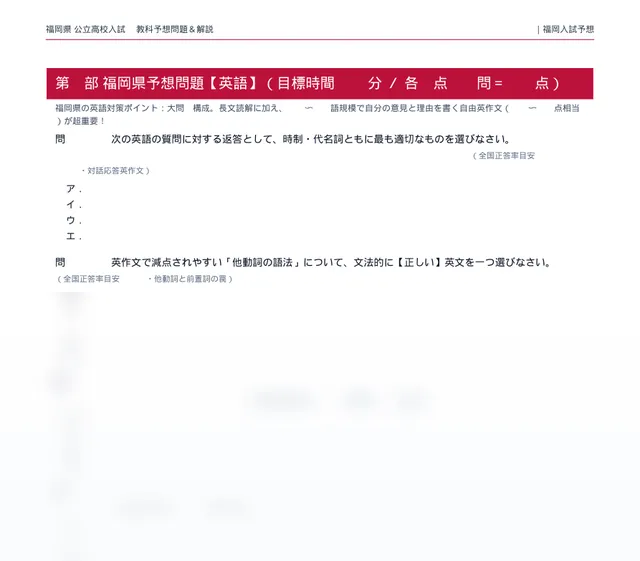 福岡県 公立高校入試　教科予想問題＆解説
｜福岡入試予想
第　部 福岡県予想問題【英語】（目標時間　　分 / 各　点　　問＝　　点）
福岡県の英語対策ポイント：大問　構成。長文読解に加え、　〜　語規模で自分の意見と理由を書く自由英作文（　〜　点相当
）が超重要！
問　　　次の英語の質問に対する返答として、時制・代名詞ともに最も適切なものを選びなさい。
（全国正答率目安
・対話応答英作文）
ア．
イ．
ウ．
エ．
問　　　英作文で減点されやすい「他動詞の語法」について、文法的に【正しい】英文を一つ選びなさい。
（全国正答率目安　　・他動詞と前置詞の罠）